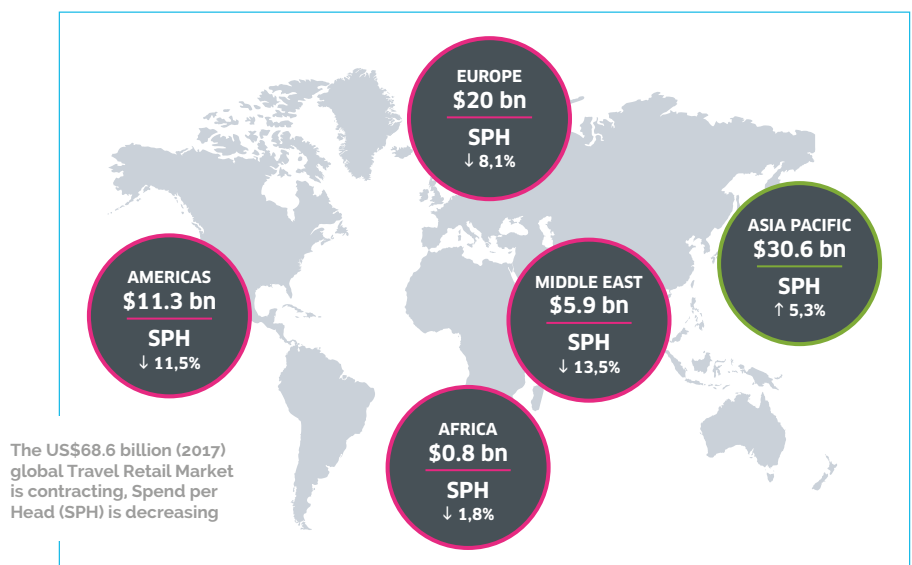 EUROPE
$20 bn
SPH
↓ 8,1%
ASIA PACIFIC
$30.6 bn
SPH
↑ 5,3%
AMERICAS
$11.3 bn
SPH
↓ 11,5%
MIDDLE EAST
$5.9 bn
SPH
↓ 13,5%
AFRICA
$0.8 bn
SPH
↓ 1,8%
The US$68.6 billion (2017)
global Travel Retail Market
is contracting, Spend per
Head (SPH) is decreasing